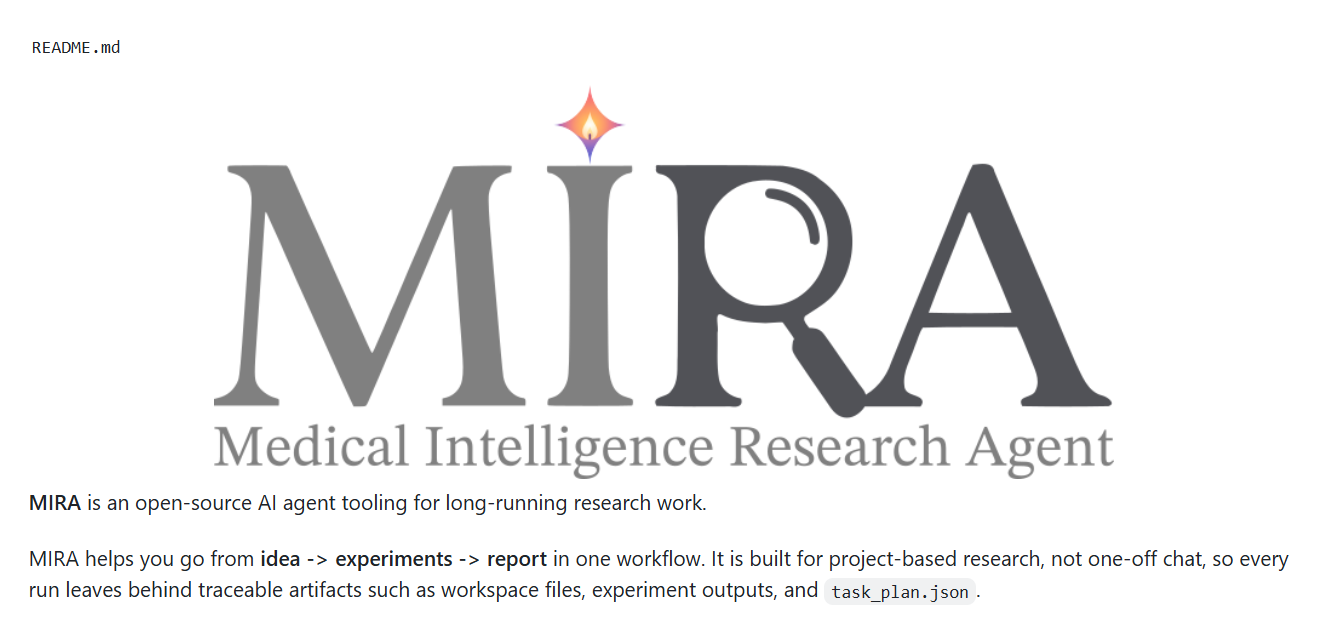 README.md
MIRA
Medical Intelligence Research Agent
MIRA is an open-source AI agent tooling for long-running research work.
MIRA helps you go from idea -> experiments -> report in one workflow. It is built for project-based research, not one-off chat, so every
run leaves behind traceable artifacts such as workspace files, experiment outputs, and task_plan.json.